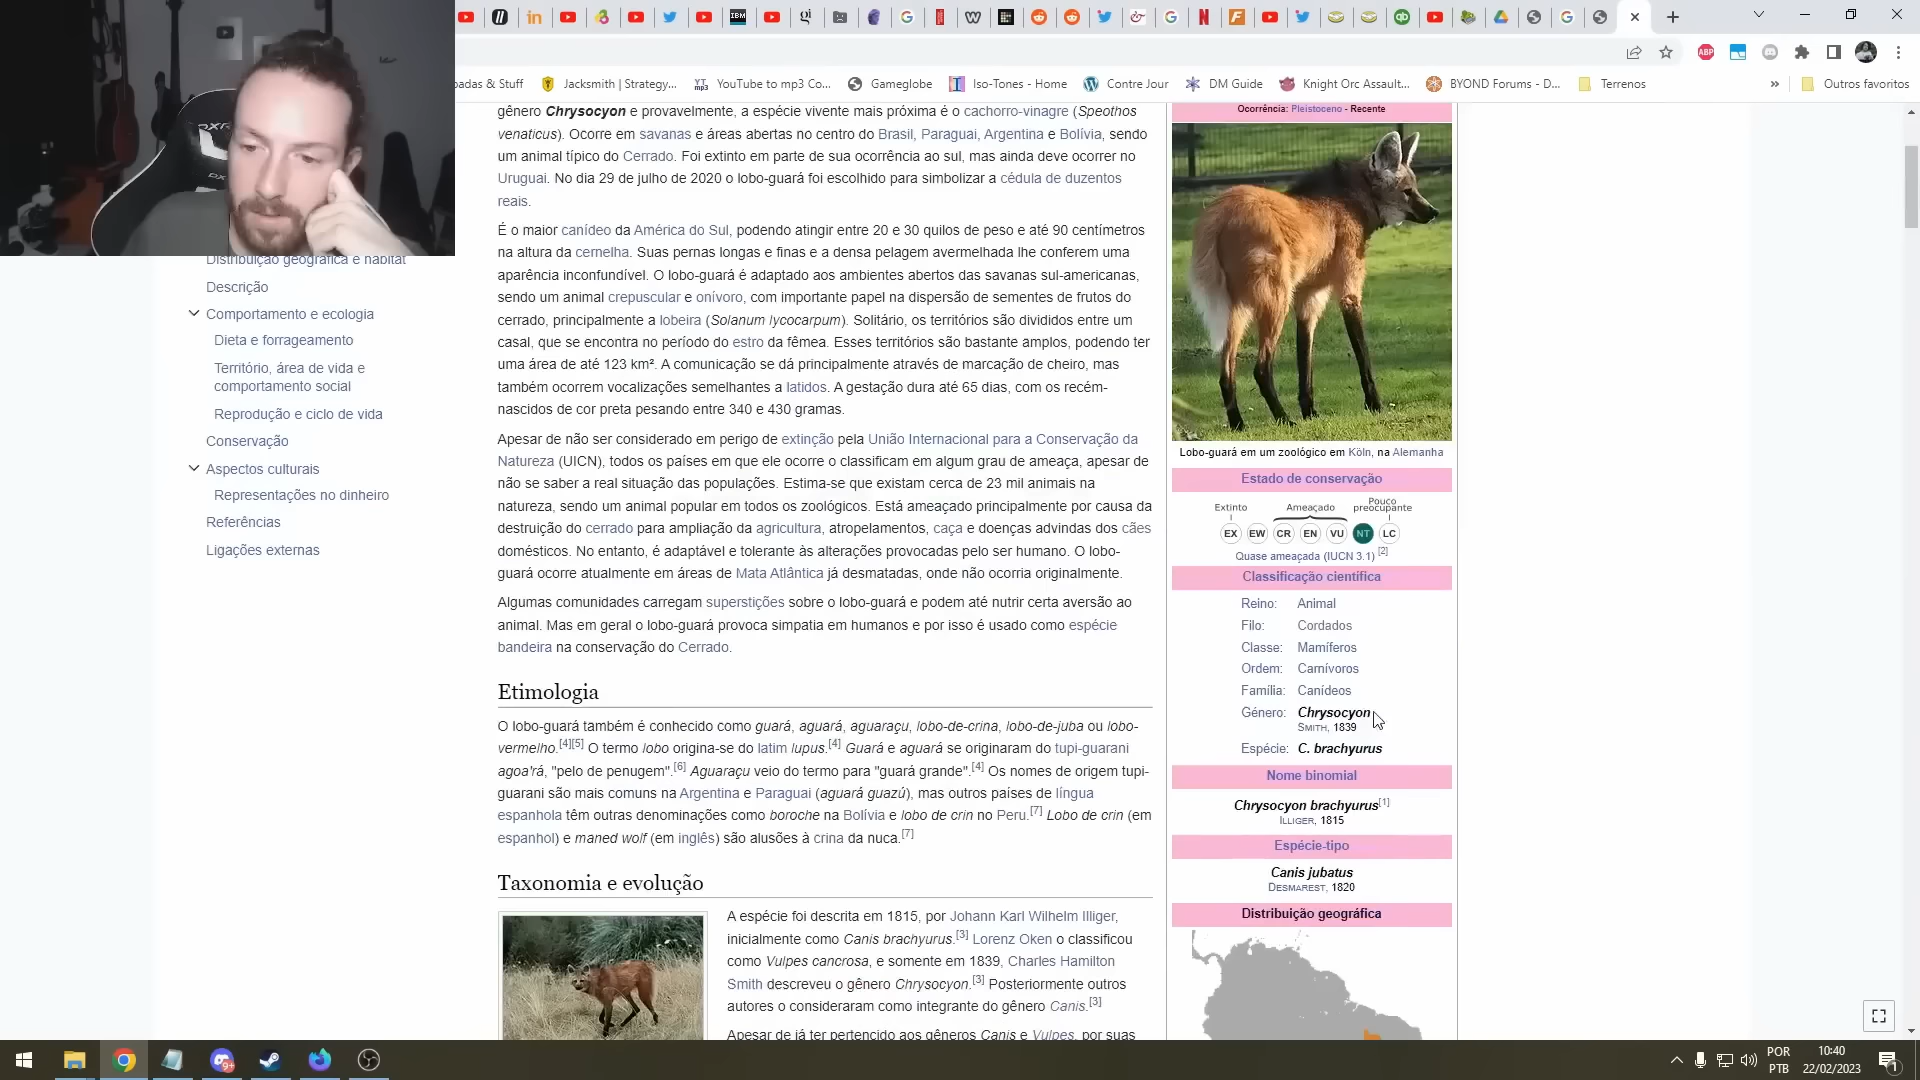 padas & Stuff
Jacksmith | Strategy...
YouTube to mp3 Co...
Gameglobe
Iso-Tones - Home
Contre Jour
DM Guide
Knight Orc Assault...
BYOND Forums - D...
Terrenos
»
Outros favoritos
Distribuição geográfica e habitat
Descrição
Comportamento e ecologia
Dieta e forrageamento
Território, área de vida e
comportamento social
Reprodução e ciclo de vida
Conservação
Aspectos culturais
Representações no dinheiro
Referências
Ligações externas
gênero Chrysocyon e provavelmente, a espécie vivente mais próxima é o cachorro-vinagre (Speothos
venaticus). Ocorre em savanas e áreas abertas no centro do Brasil, Paraguai, Argentina e Bolívia, sendo
um animal típico do Cerrado. Foi extinto em parte de sua ocorrência ao sul, mas ainda deve ocorrer no
Uruguai. No dia 29 de julho de 2020 o lobo-guará foi escolhido para simbolizar a cédula de duzentos
reais.
É o maior canídeo da América do Sul, podendo atingir entre 20 e 30 quilos de peso e até 90 centímetros
na altura da cernelha. Suas pernas longas e finas e a densa pelagem avermelhada lhe conferem uma
aparência inconfundível. O lobo-guará é adaptado aos ambientes abertos das savanas sul-americanas,
sendo um animal crepuscular e onívoro, com importante papel na dispersão de sementes de frutos do
cerrado, principalmente a lobeira (Solanum lycocarpum). Solitário, os territórios são divididos entre um
casal, que se encontra no período do estro da fêmea. Esses territórios são bastante amplos, podendo ter
uma área de até 123 km². A comunicação se dá principalmente através de marcação de cheiro, mas
também ocorrem vocalizações semelhantes a latidos. A gestação dura até 65 dias, com os recém-
nascidos de cor preta pesando entre 340 e 430 gramas.
Apesar de não ser considerado em perigo de extinção pela União Internacional para a Conservação da
Natureza (UICN), todos os países em que ele ocorre o classificam em algum grau de ameaça, apesar de
não se saber a real situação das populações. Estima-se que existam cerca de 23 mil animais na
natureza, sendo um animal popular em todos os zoológicos. Está ameaçado principalmente por causa da
destruição do cerrado para ampliação da agricultura, atropelamentos, caça e doenças advindas dos cães
domésticos. No entanto, é adaptável e tolerante às alterações provocadas pelo ser humano. O lobo-
guará ocorre atualmente em áreas de Mata Atlântica já desmatadas, onde não ocorria originalmente.
Algumas comunidades carregam superstições sobre o lobo-guará e podem até nutrir certa aversão ao
animal. Mas em geral o lobo-guará provoca simpatia em humanos e por isso é usado como espécie
bandeira na conservação do Cerrado.
Etimologia
O lobo-guará também é conhecido como guará, aguará, aguaraçu, lobo-de-crina, lobo-de-juba ou lobo-
vermelho.[4][5] O termo lobo origina-se do latim lupus.[4] Guará e aguará se originaram do tupi-guarani
agoa'rá, "pelo de penugem".[6] Aguaraçu veio do termo para "guará grande".[4] Os nomes de origem tupi-
guarani são mais comuns na Argentina e Paraguai (aguará guazú), mas outros países de língua
espanhola têm outras denominações como boroche na Bolívia e lobo de crin no Peru.[7] Lobo de crin (em
espanhol) e maned wolf (em inglês) são alusões à crina da nuca.[7]
Taxonomia e evolução
A espécie foi descrita em 1815, por Johann Karl Wilhelm Illiger,
inicialmente como Canis brachyurus.[3] Lorenz Oken o classificou
como Vulpes cancrosa, e somente em 1839, Charles Hamilton
Smith descreveu o gênero Chrysocyon.[3] Posteriormente outros
autores o consideraram como integrante do gênero Canis.[3]
Apesar de já ter pertencido aos gêneros Canis e Vulpes, por suas
Ocorrência: Pleistoceno - Recente
Lobo-guará em um zoológico em Köln, na Alemanha
Estado de conservação
Extinto Ameaçado Pouco preocupante
EX EW CR EN VU NT LC
Quase ameaçada (IUCN 3.1) [2]
Classificação científica
Reino: Animal
Filo: Cordados
Classe: Mamíferos
Ordem: Carnívoros
Família: Canídeos
Género: Chrysocyon
SMITH, 1839
Espécie: C. brachyurus
Nome binomial
Chrysocyon brachyurus[1]
ILLIGER, 1815
Espécie-tipo
Canis jubatus
DESMAREST, 1820
Distribuição geográfica
POR
PTB
10:40
22/02/2023